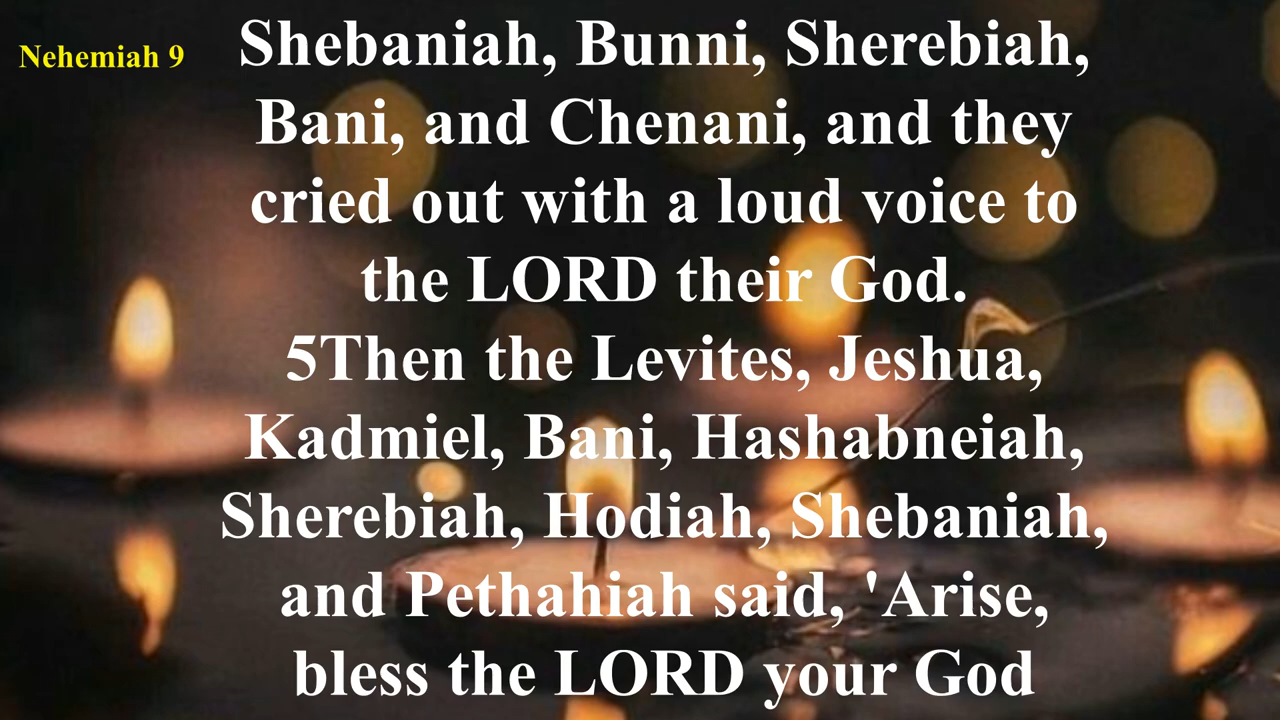 Nehemiah 9
Shebaniah, Bunni, Sherebiah,
Bani, and Chenani, and they
cried out with a loud voice to
the LORD their God.
5Then the Levites, Jeshua,
Kadmiel, Bani, Hashabneiah,
Sherebiah, Hodiah, Shebaniah,
and Pethahiah said, 'Arise,
bless the LORD your God